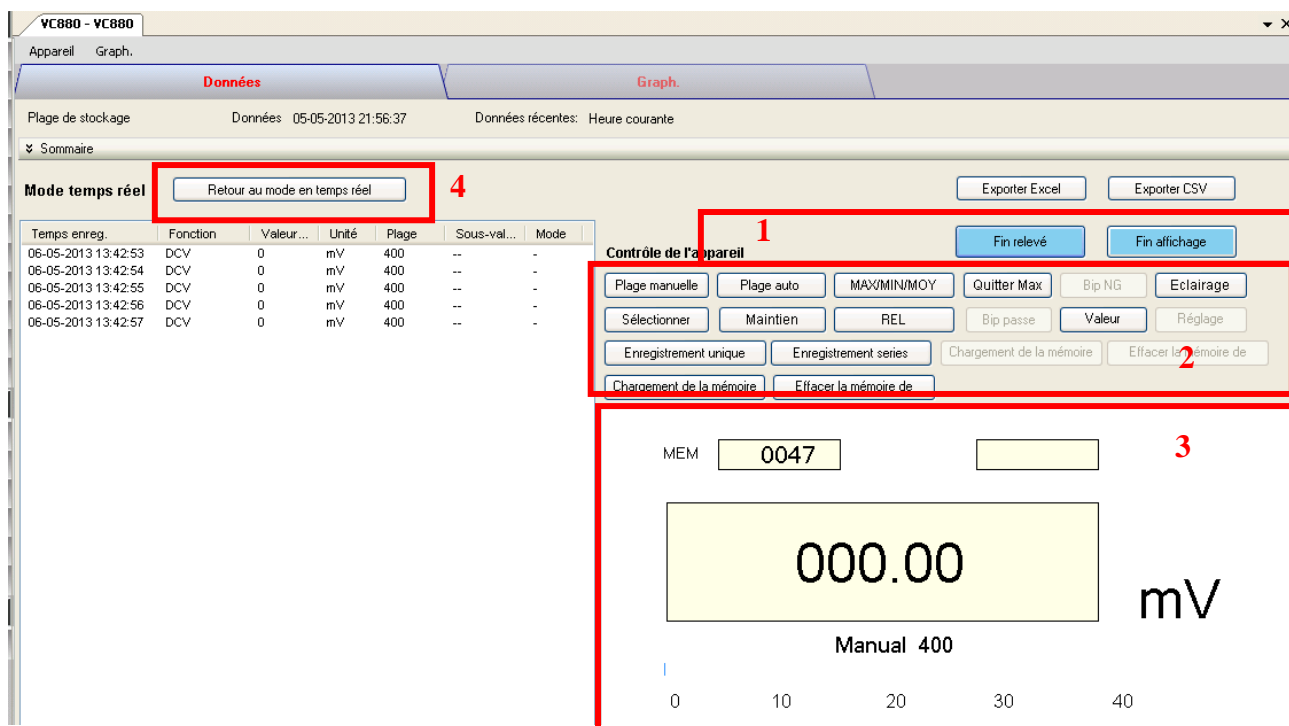 VC880 - VC880
Appareil Graph.
Données Graph.
Plage de stockage Données 05-05-2013 21:56:37 Données récentes: Heure courante
Sommaire
Mode temps réel Retour au mode en temps réel 4 Exporter Excel Exporter CSV
Temps enreg. Fonction Valeur... Unité Plage Sous-val... Mode
06-05-2013 13:42:53 DCV 0 mV 400 -- -
06-05-2013 13:42:54 DCV 0 mV 400 -- -
06-05-2013 13:42:55 DCV 0 mV 400 -- -
06-05-2013 13:42:56 DCV 0 mV 400 -- -
06-05-2013 13:42:57 DCV 0 mV 400 -- -
1
Contrôle de l'appareil Fin relevé Fin affichage
Plage manuelle Plage auto MAX/MIN/MOY Quitter Max Bip NG Eclairage
Sélectionner Maintien REL Bip passe Valeur Réglage
Enregistrement unique Enregistrement series Chargement de la mémoire Effacer la mémoire de
2
Chargement de la mémoire Effacer la mémoire de
MEM 0047 3
000.00
mV
Manual 400
0 10 20 30 40